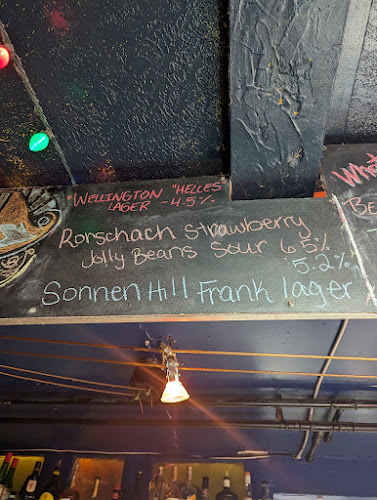 WELLINGTON "HELLES"
LAGER - 4.5%
Rorschach Strawberry
Jolly Beans Sour 6.5%
5.2%
Sonnen Hill Frank lager